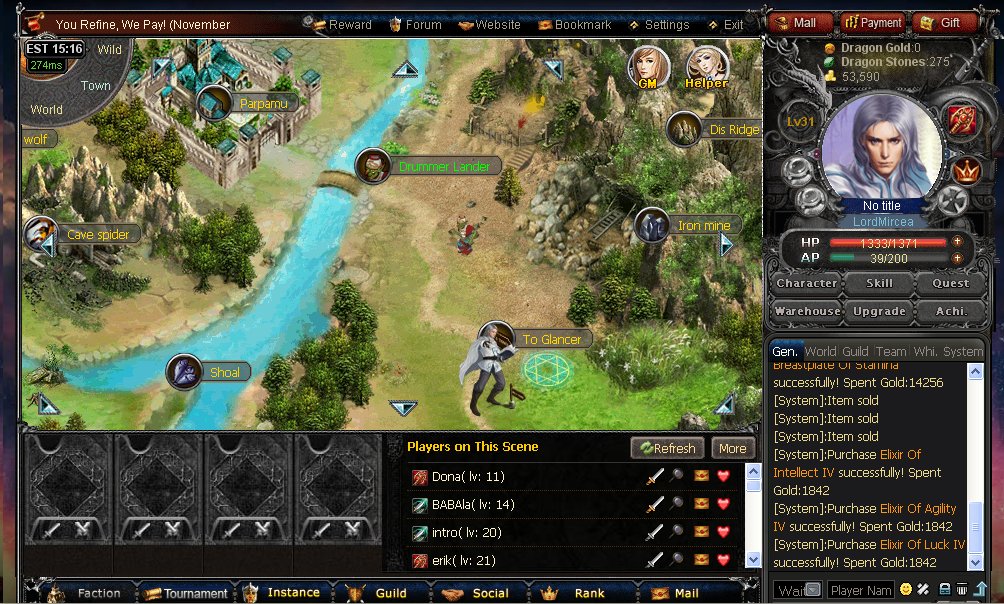 You Refine, We Pay! (November
Reward
Forum
Website
Bookmark
Settings
Exit
Mall
Payment
Gift
EST 15:16
274ms
Wild
Town
World
wolf
Parpamu
Drummer Lander
GM
Helper
Dis Ridge
Cave spider
Iron mine
To Glancer
Shoal
Dragon Gold:0
Dragon Stones:275
53,590
Lv31
No title
LordMircea
HP 1333/1371 +
AP 39/200 +
Character Skill Quest
Warehouse Upgrade Achi.
Gen. World Guild Team Whi. System
Breastplate Of Stamina
successfully! Spent Gold:14256
[System]:Item sold
[System]:Item sold
[System]:Item sold
[System]:Purchase Elixir Of
Intellect IV successfully! Spent
Gold:1842
[System]:Purchase Elixir Of Agility
IV successfully! Spent Gold:1842
[System]:Purchase Elixir Of Luck IV
successfully! Spent Gold:1842
Player Nam
Players on This Scene
Refresh
More
Dona( lv: 11)
BABAla( lv: 14)
intro( lv: 20)
erik( lv: 21)
Faction
Tournament
Instance
Guild
Social
Rank
Mail